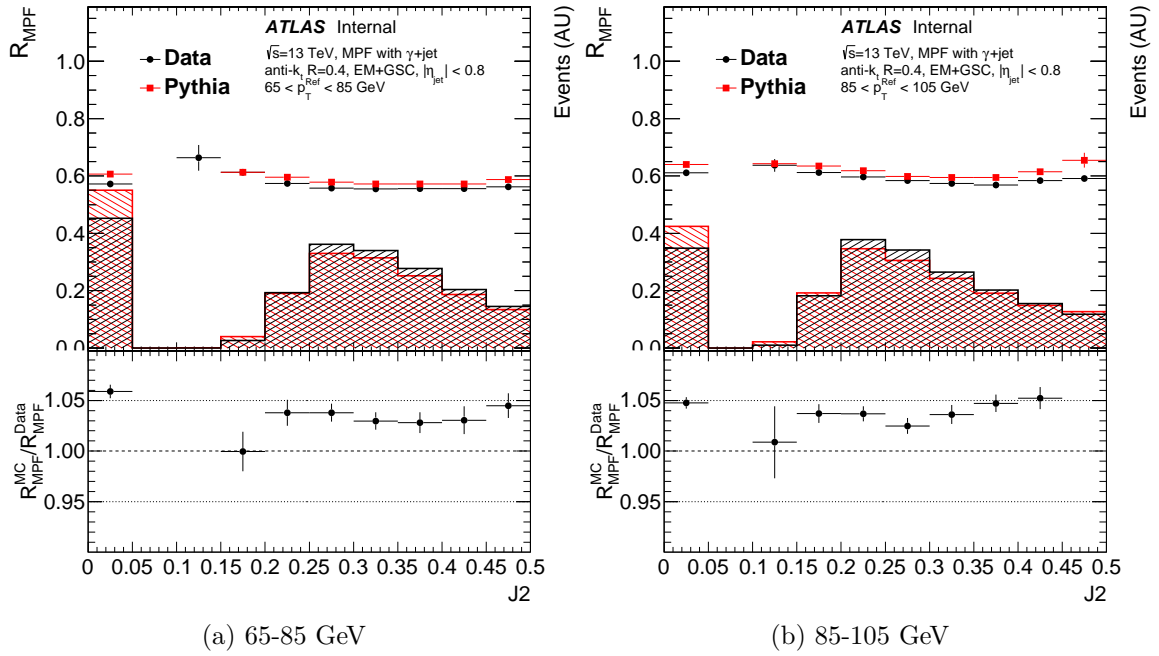 R_MPF
1.0
0.8
0.6
0.4
0.2
0.0
ATLAS Internal
√s=13 TeV, MPF with γ+jet
anti-k_t R=0.4, EM+GSC, |η_jet| < 0.8
65 < p_T^Ref < 85 GeV
Data
Pythia
Events (AU)
R_MPF^MC/R_MPF^Data
1.05
1.00
0.95
0 0.05 0.1 0.15 0.2 0.25 0.3 0.35 0.4 0.45 0.5
J2
(a) 65-85 GeV
R_MPF
1.0
0.8
0.6
0.4
0.2
0.0
ATLAS Internal
√s=13 TeV, MPF with γ+jet
anti-k_t R=0.4, EM+GSC, |η_jet| < 0.8
85 < p_T^Ref < 105 GeV
Data
Pythia
Events (AU)
R_MPF^MC/R_MPF^Data
1.05
1.00
0.95
0 0.05 0.1 0.15 0.2 0.25 0.3 0.35 0.4 0.45 0.5
J2
(b) 85-105 GeV